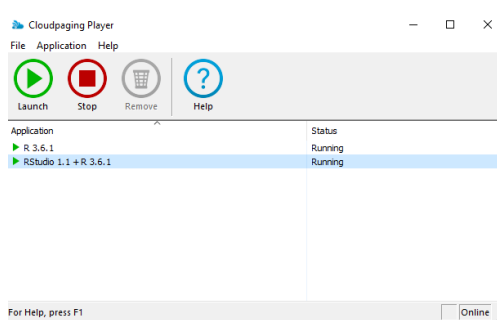 Cloudpaging Player
File Application Help
Launch Stop Remove Help
Application Status
R 3.6.1 Running
RStudio 1.1 + R 3.6.1 Running
For Help, press F1 Online